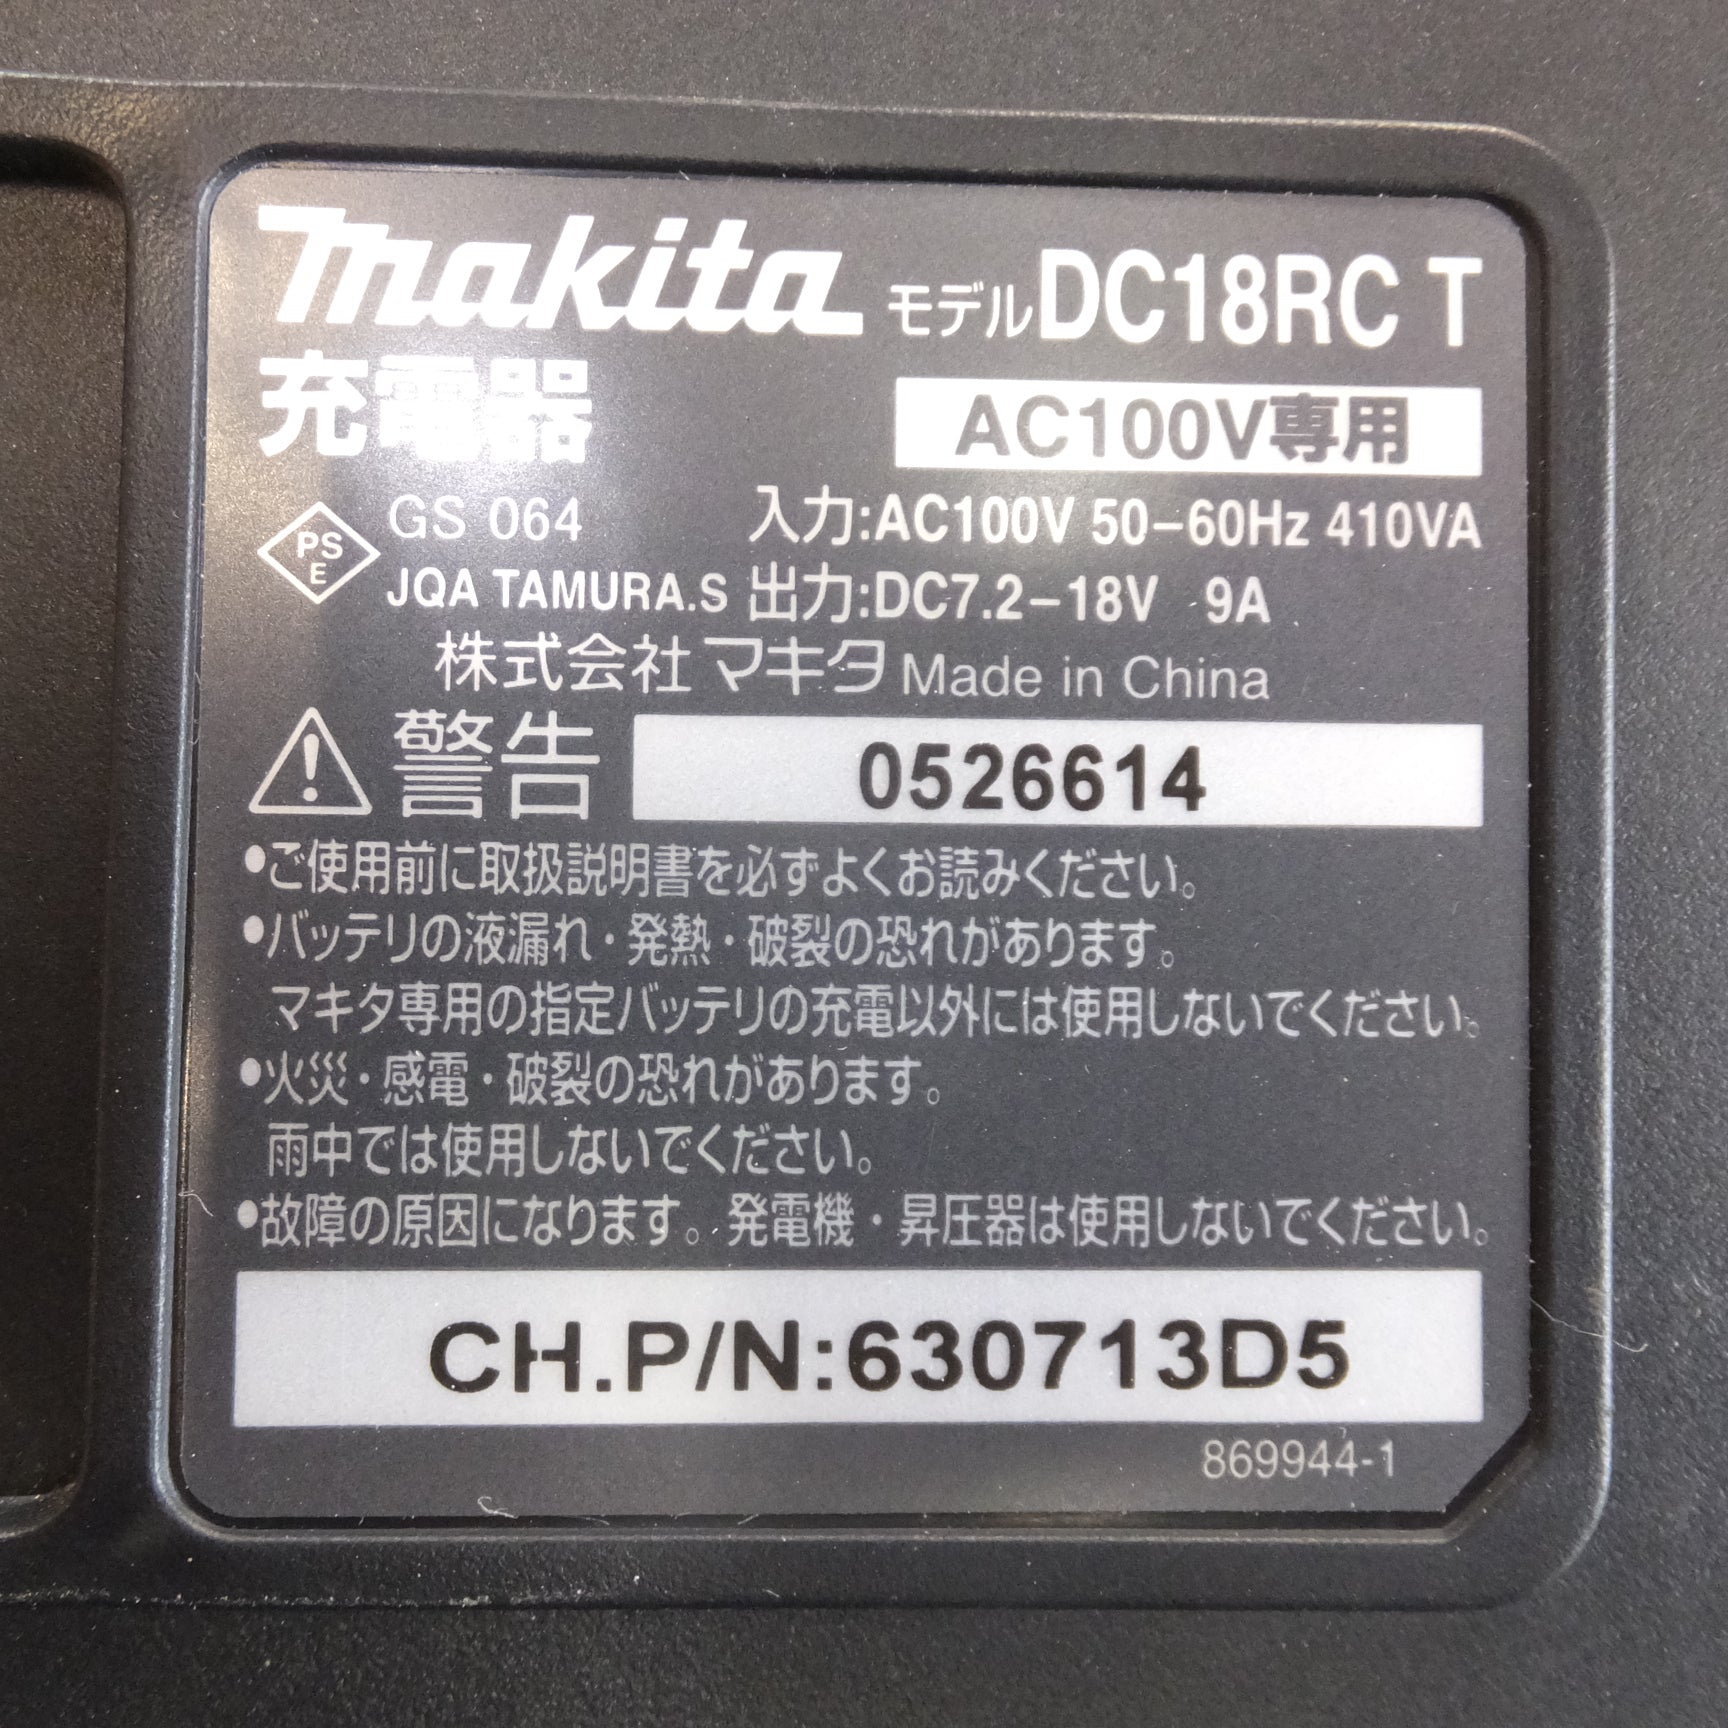 makita モデルDC18RC T
充電器 AC100V専用
PS
E
GS 064 入力:AC100V 50−60Hz 410VA
JQA TAMURA.S 出力:DC7.2−18V 9A
株式会社マキタ Made in China
警告 0526614
●ご使用前に取扱説明書を必ずよくお読みください。
●バッテリの液漏れ・発熱・破裂の恐れがあります。
マキタ専用の指定バッテリの充電以外には使用しないでください。
●火災・感電・破裂の恐れがあります。
雨中では使用しないでください。
●故障の原因になります。発電機・昇圧器は使用しないでください。
CH.P/N:630713D5
869944-1